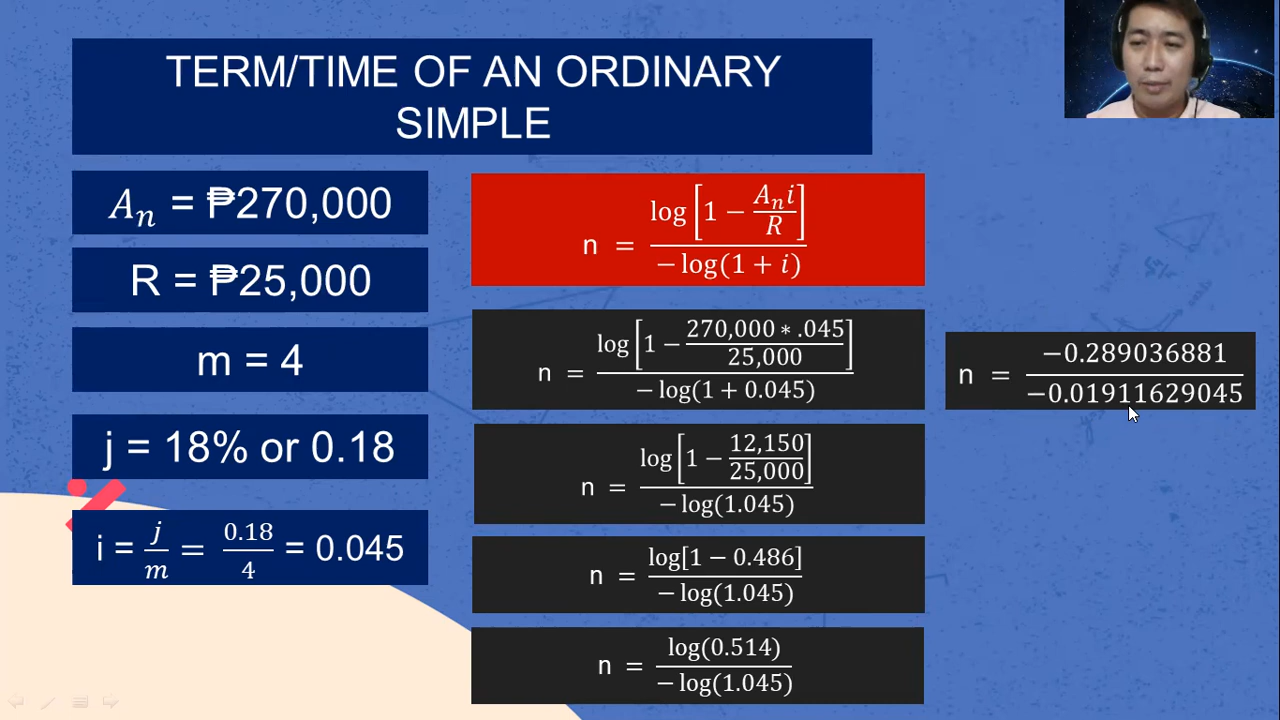 TERM/TIME OF AN ORDINARY
SIMPLE
Aₙ = ₱270,000
R = ₱25,000
m = 4
j = 18% or 0.18
i = j/m = 0.18/4 = 0.045
n = log[1 − Aₙi/R] / −log(1 + i)
n = log[1 − 270,000 ∗ .045/25,000] / −log(1 + 0.045)
n = log[1 − 12,150/25,000] / −log(1.045)
n = log[1 − 0.486] / −log(1.045)
n = log(0.514) / −log(1.045)
n = −0.289036881 / −0.01911629045